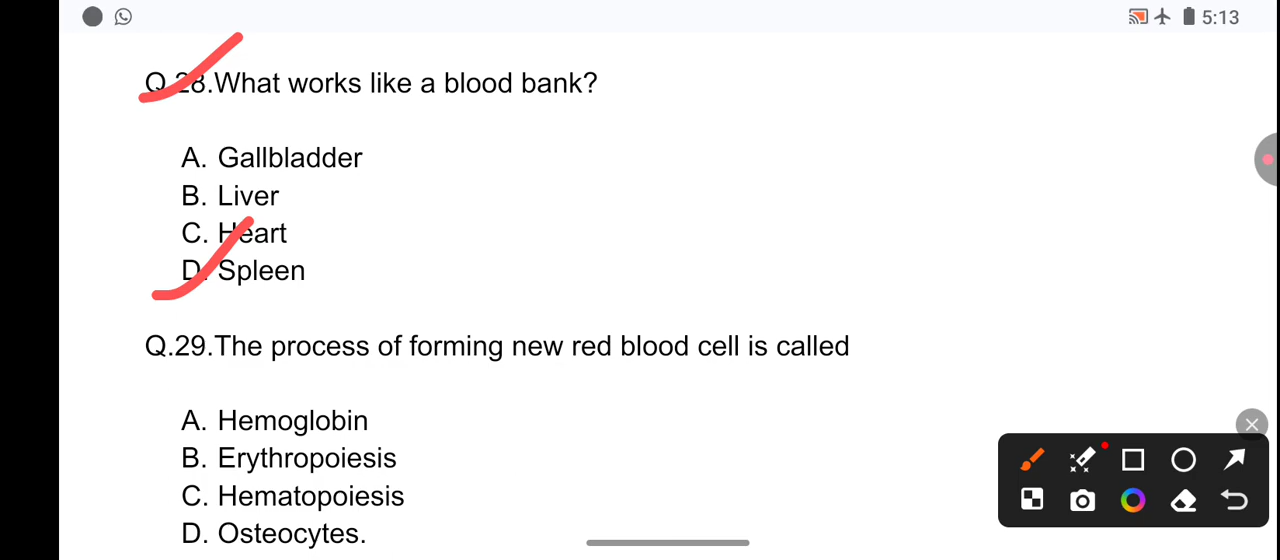 5:13
Q.28.What works like a blood bank?
A. Gallbladder
B. Liver
C. Heart
D. Spleen
Q.29.The process of forming new red blood cell is called
A. Hemoglobin
B. Erythropoiesis
C. Hematopoiesis
D. Osteocytes.